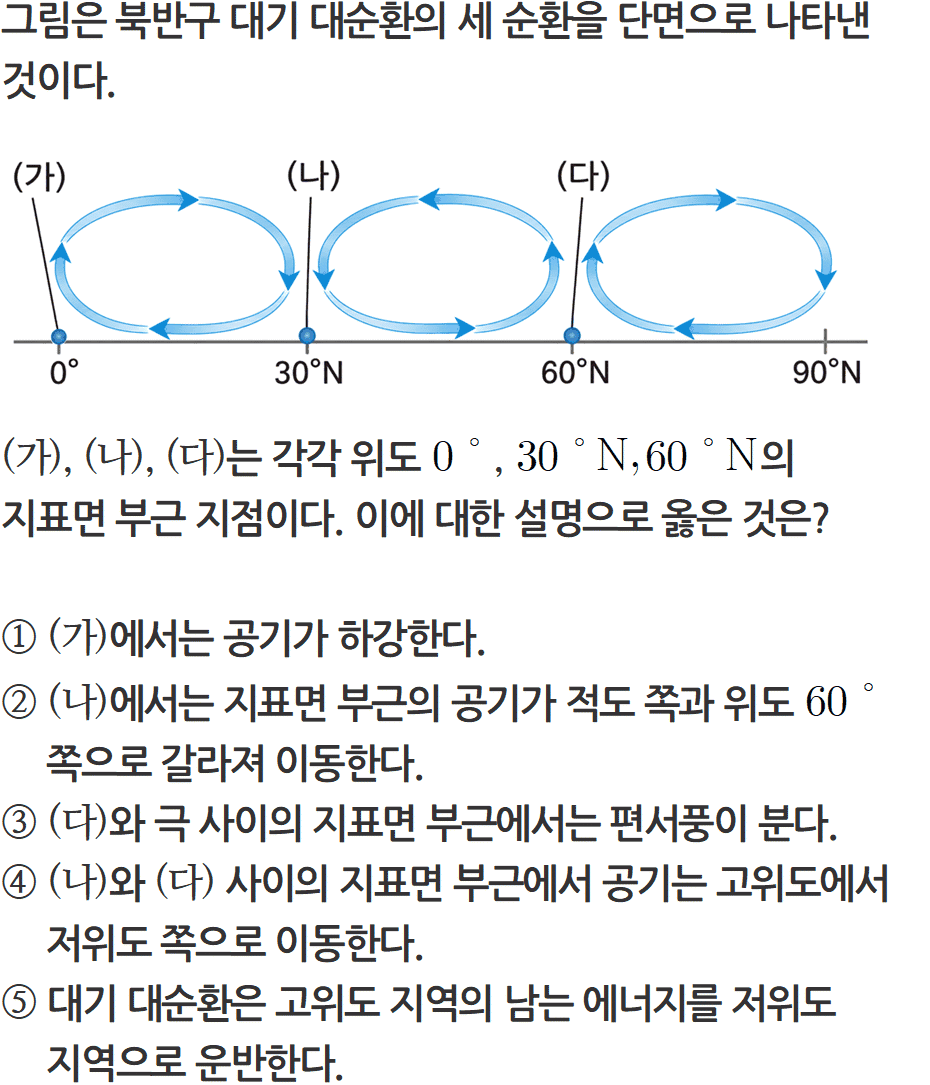 그림은 북반구 대기 대순환의 세 순환을 단면으로 나타낸
것이다.
(가) (나) (다)
0° 30°N 60°N 90°N
(가), (나), (다)는 각각 위도 0°, 30°N, 60°N의
지표면 부근 지점이다. 이에 대한 설명으로 옳은 것은?
① (가)에서는 공기가 하강한다.
② (나)에서는 지표면 부근의 공기가 적도 쪽과 위도 60°
쪽으로 갈라져 이동한다.
③ (다)와 극 사이의 지표면 부근에서는 편서풍이 분다.
④ (나)와 (다) 사이의 지표면 부근에서 공기는 고위도에서
저위도 쪽으로 이동한다.
⑤ 대기 대순환은 고위도 지역의 남는 에너지를 저위도
지역으로 운반한다.